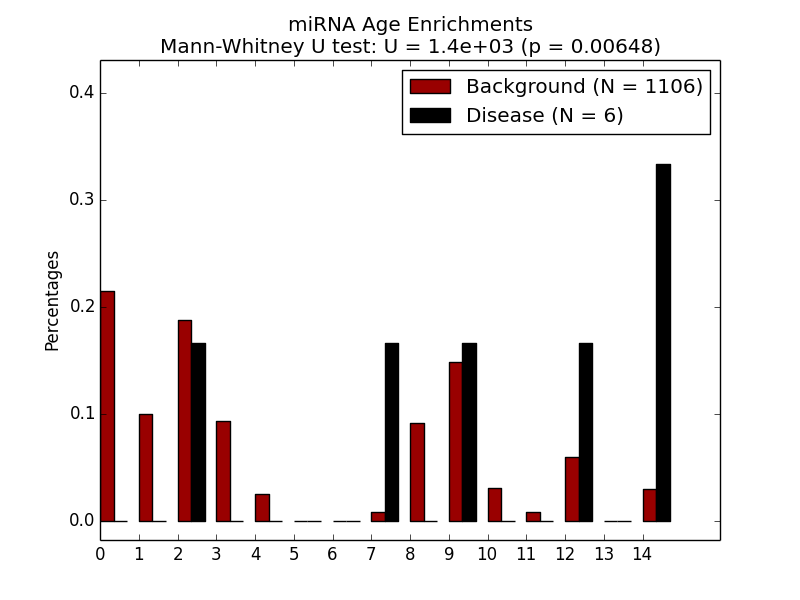 miRNA Age Enrichments
Mann-Whitney U test: U = 1.4e+03 (p = 0.00648)
Background (N = 1106)
Disease (N = 6)
Percentages
0.4
0.3
0.2
0.1
0.0
0 1 2 3 4 5 6 7 8 9 10 11 12 13 14